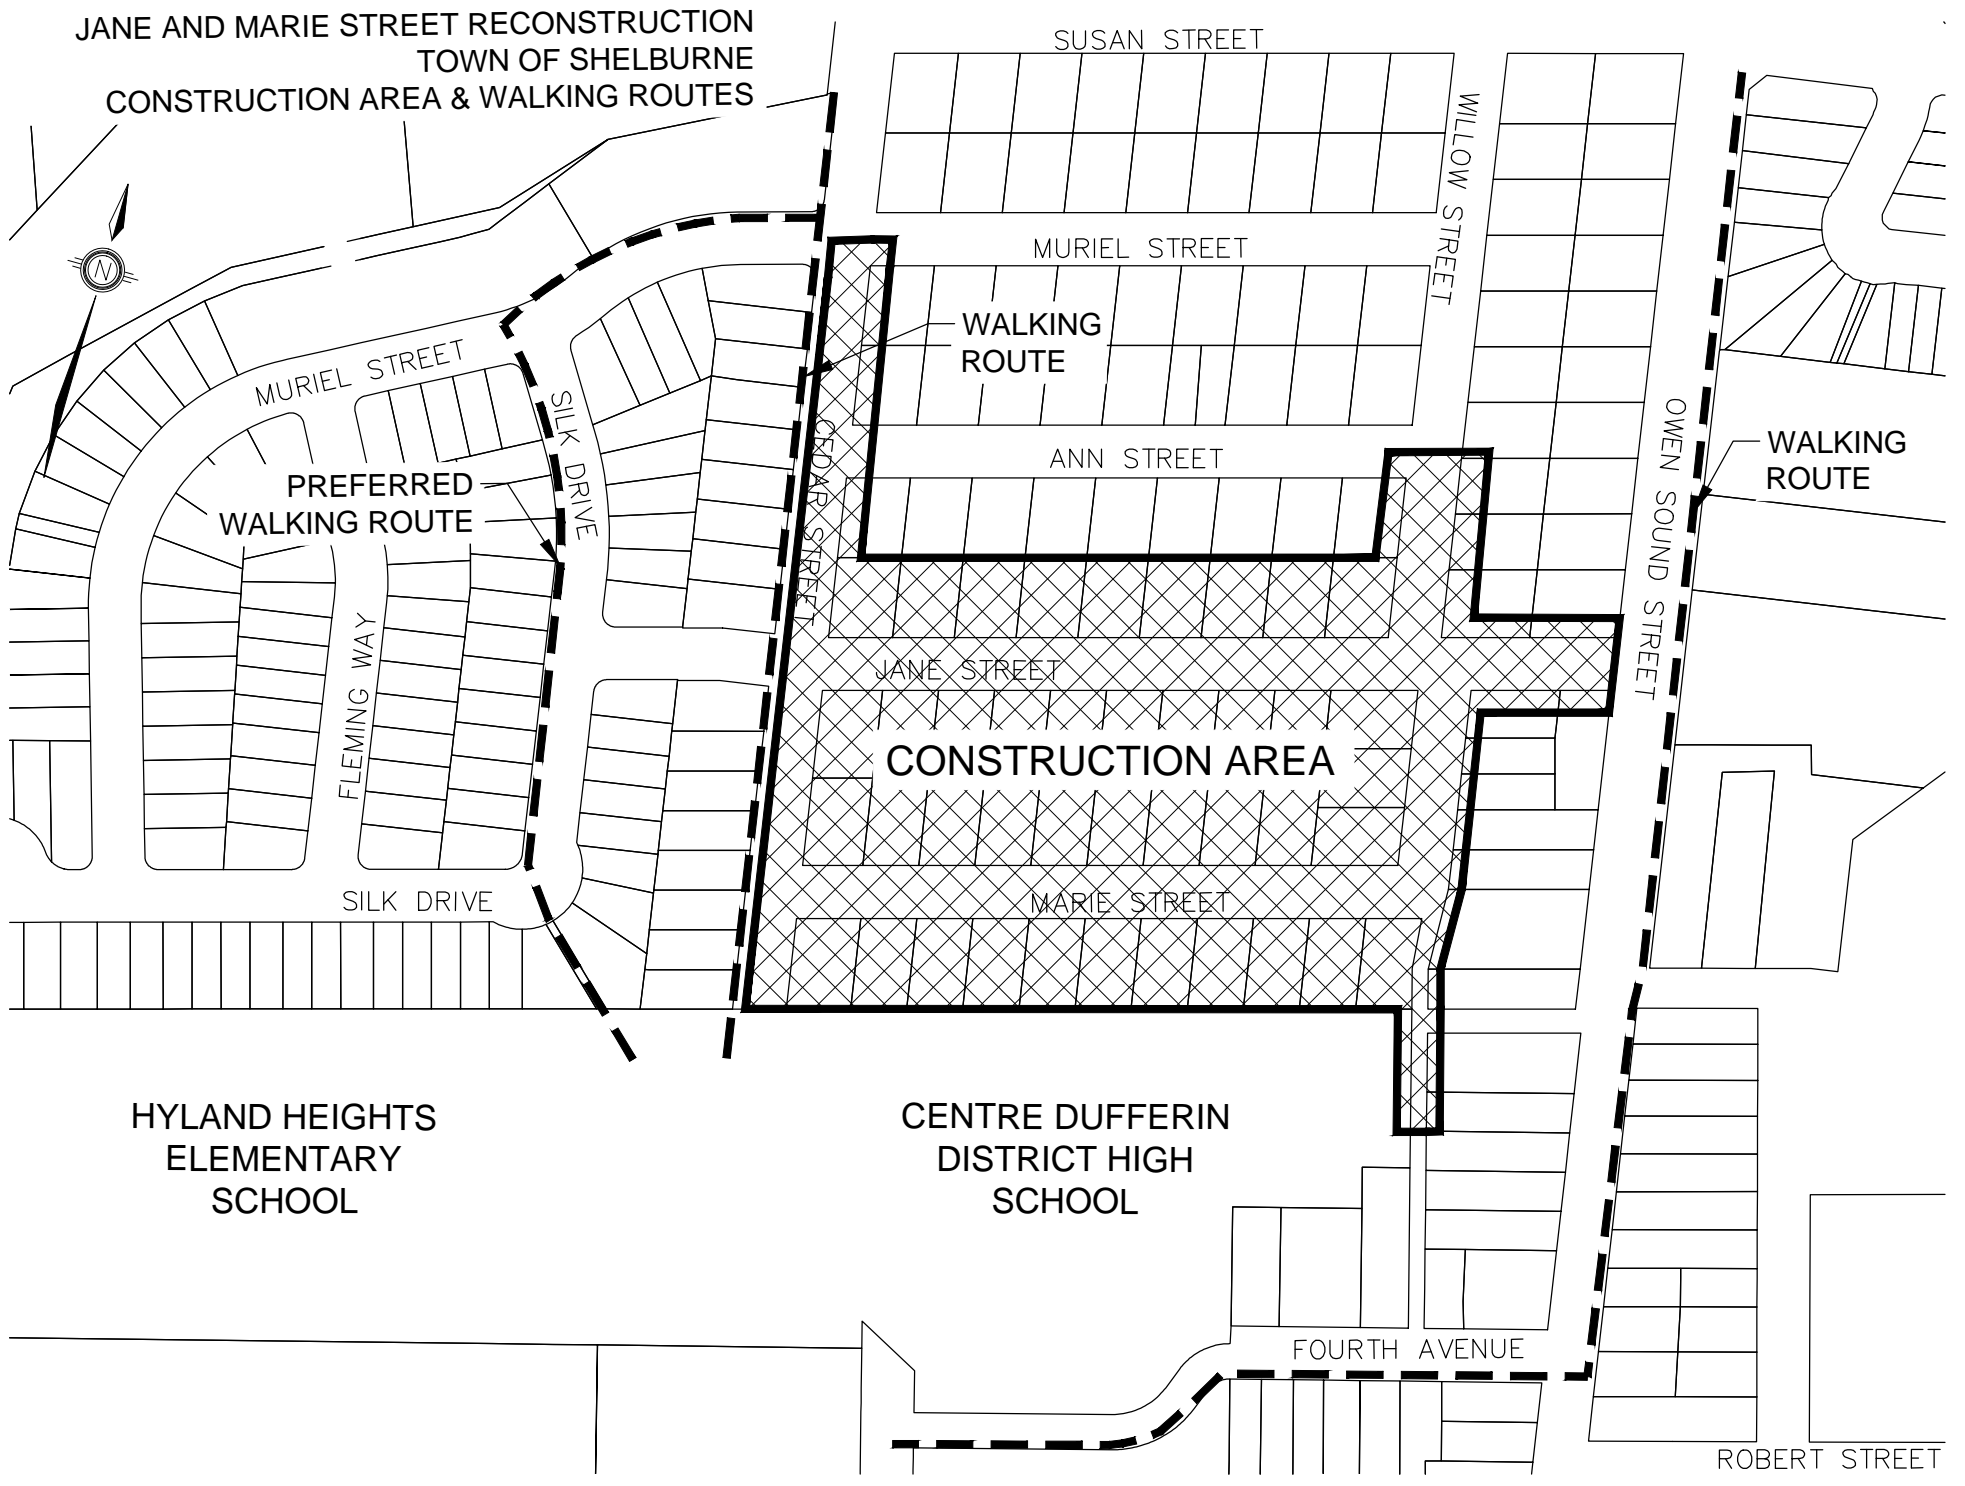 JANE AND MARIE STREET RECONSTRUCTION
TOWN OF SHELBURNE
CONSTRUCTION AREA & WALKING ROUTES
SUSAN STREET
WILLOW STREET
MURIEL STREET
N
WALKING
ROUTE
MURIEL STREET
SILK DRIVE
CEDAR STREET
ANN STREET
OWEN SOUND STREET
WALKING
ROUTE
PREFERRED
WALKING ROUTE
FLEMING WAY
JANE STREET
CONSTRUCTION AREA
SILK DRIVE
MARIE STREET
HYLAND HEIGHTS
ELEMENTARY
SCHOOL
CENTRE DUFFERIN
DISTRICT HIGH
SCHOOL
FOURTH AVENUE
ROBERT STREET